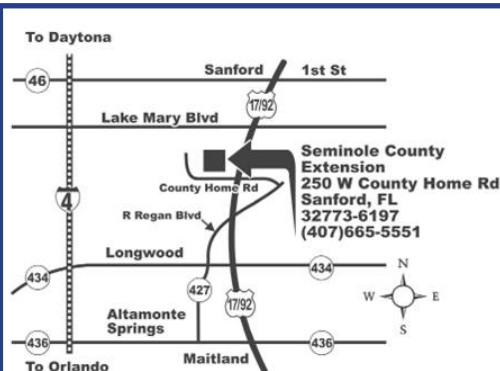 To Daytona
46
Sanford 1st St
17/92
Lake Mary Blvd
Seminole County
Extension
250 W County Home Rd
Sanford, FL
32773-6197
(407)665-5551
County Home Rd
4
R Regan Blvd
Longwood
434
434
427
17/92
N
W E
S
Altamonte
Springs
436
436
Maitland
To Orlando